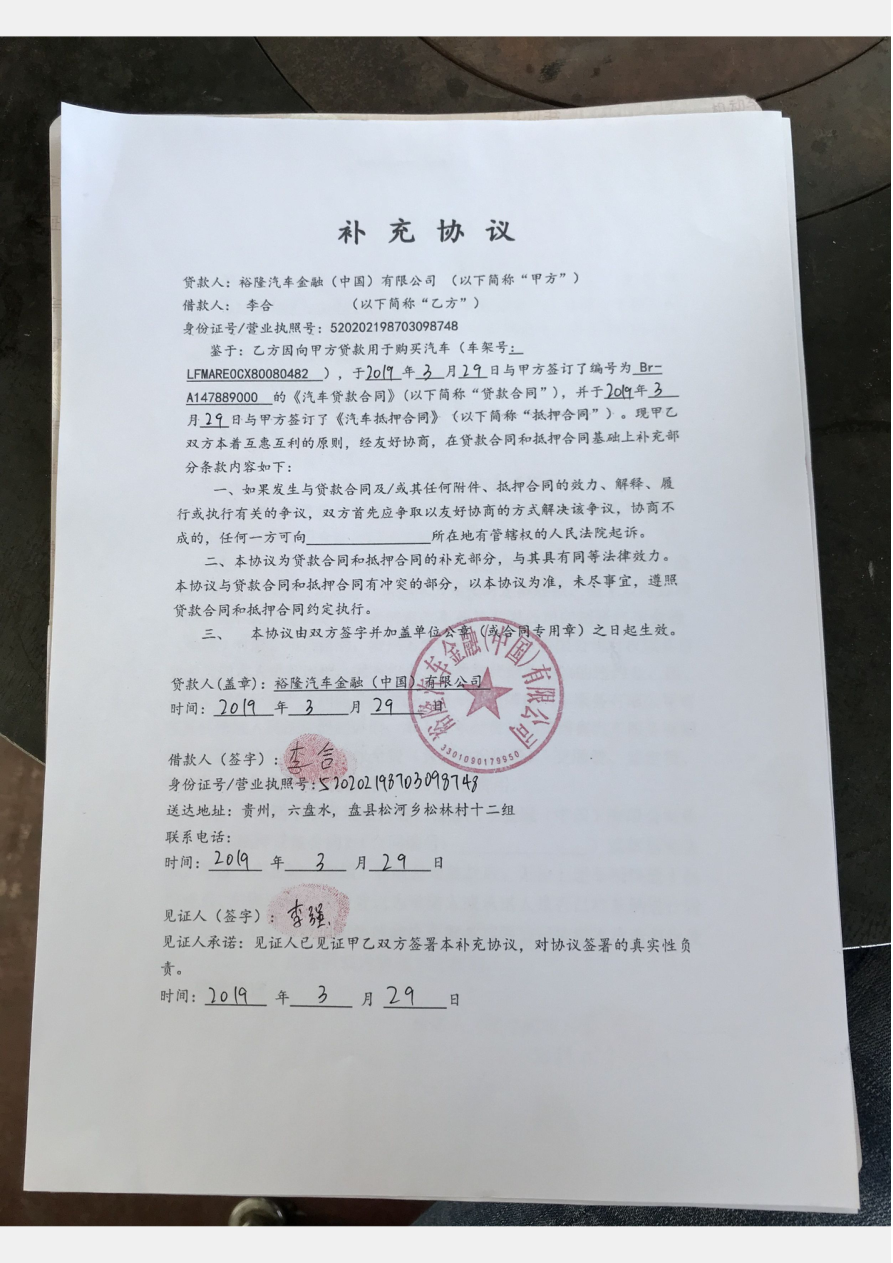 补充协议
贷款人：裕隆汽车金融（中国）有限公司 （以下简称“甲方”）
借款人： 李合 （以下简称“乙方”）
身份证号/营业执照号：520202198703098748
鉴于：乙方因向甲方贷款用于购买汽车（车架号：
LFMARE0CX80080482 ），于2019年3月29日与甲方签订了编号为 Br-
A147889000 的《汽车贷款合同》（以下简称“贷款合同”），并于2019年3
月29日与甲方签订了《汽车抵押合同》（以下简称“抵押合同”）。现甲乙
双方本着互惠互利的原则，经友好协商，在贷款合同和抵押合同基础上补充部
分条款内容如下：
一、如果发生与贷款合同及/或其任何附件、抵押合同的效力、解释、履
行或执行有关的争议，双方首先应争取以友好协商的方式解决该争议，协商不
成的，任何一方可向________________所在地有管辖权的人民法院起诉。
二、本协议为贷款合同和抵押合同的补充部分，与其具有同等法律效力。
本协议与贷款合同和抵押合同有冲突的部分，以本协议为准，未尽事宜，遵照
贷款合同和抵押合同约定执行。
三、 本协议由双方签字并加盖单位公章（或合同专用章）之日起生效。
贷款人(盖章)：裕隆汽车金融（中国）有限公司
时间：2019 年 3 月 29 日
裕隆汽车金融(中国)有限公司
3301090179950
借款人（签字）：李合
身份证号/营业执照号：520202198703098748
送达地址：贵州，六盘水，盘县松河乡松林村十二组
联系电话：
时间：2019 年 3 月 29 日
见证人（签字）：李强
见证人承诺：见证人已见证甲乙双方签署本补充协议，对协议签署的真实性负
责。
时间：2019 年 3 月 29 日